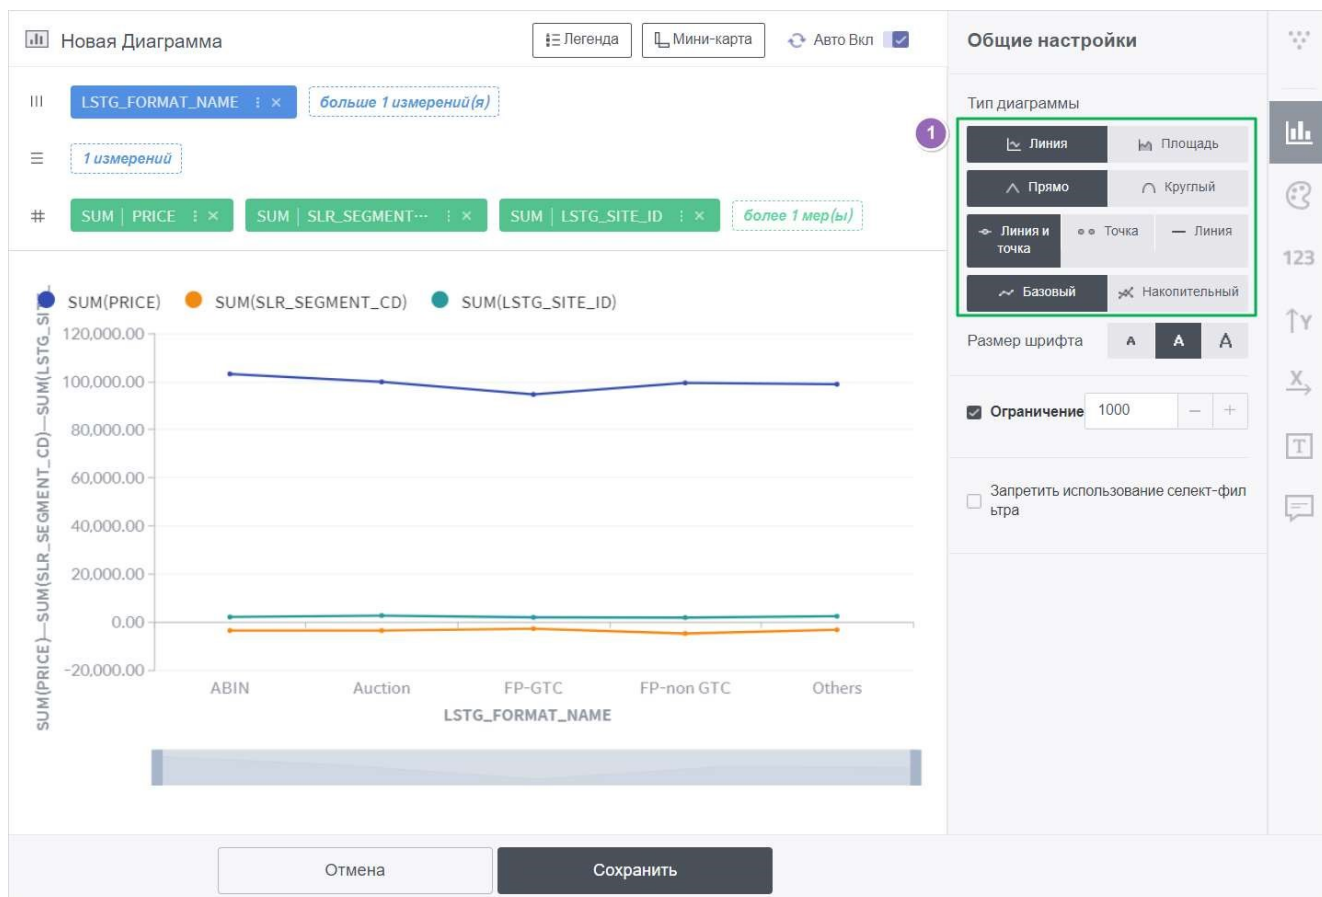 Новая Диаграмма
Легенда
Мини-карта
Авто Вкл
LSTG_FORMAT_NAME
больше 1 измерений(я)
1 измерений
SUM | PRICE
SUM | SLR_SEGMENT···
SUM | LSTG_SITE_ID
более 1 мер(ы)
SUM(PRICE)
SUM(SLR_SEGMENT_CD)
SUM(LSTG_SITE_ID)
SUM(PRICE)—SUM(SLR_SEGMENT_CD)—SUM(LSTG_SI
120,000.00
100,000.00
80,000.00
60,000.00
40,000.00
20,000.00
0.00
-20,000.00
ABIN
Auction
FP-GTC
FP-non GTC
Others
LSTG_FORMAT_NAME
Отмена
Сохранить
Общие настройки
Тип диаграммы
1
Линия
Площадь
Прямо
Круглый
Линия и
точка
Точка
Линия
Базовый
Накопительный
Размер шрифта
A
A
A
Ограничение
1000
Запретить использование селект-фил
ьтра
123
Y
X
T